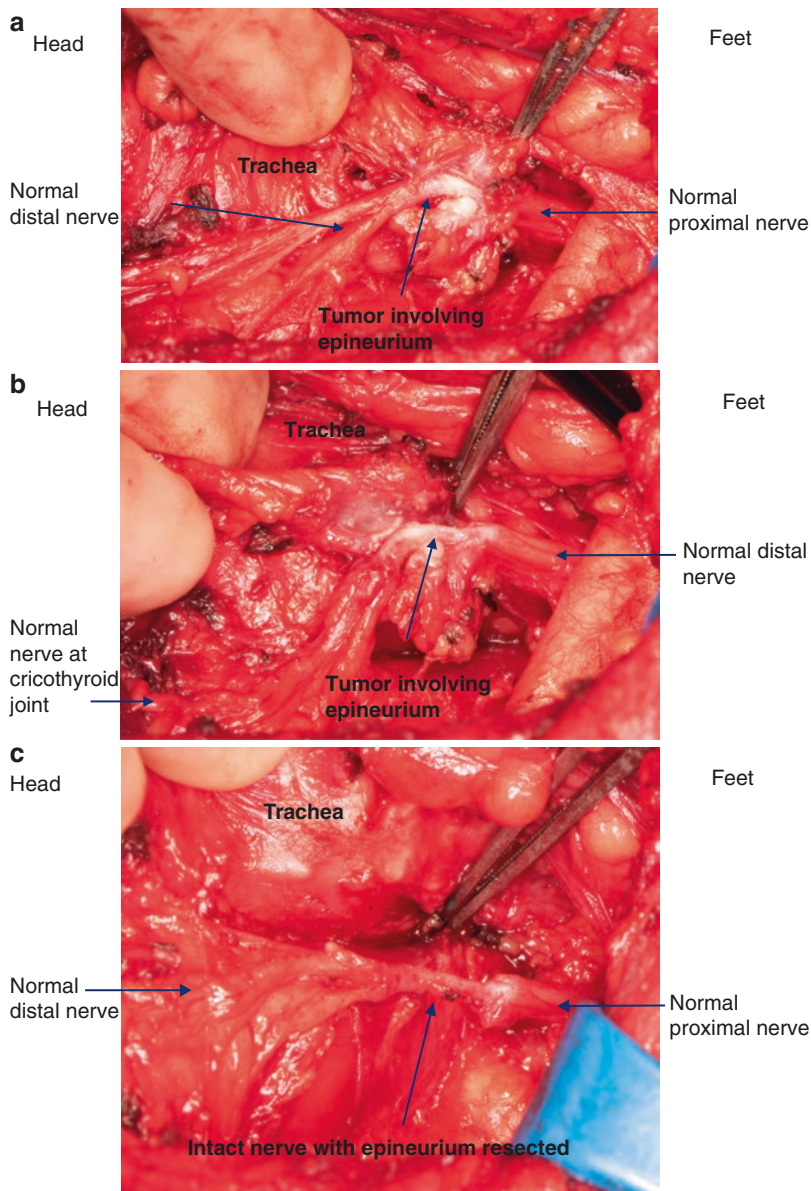 a
Head
Feet
Trachea
Normal
distal nerve
Normal
proximal nerve
Tumor involving
epineurium
b
Head
Feet
Trachea
Normal distal
nerve
Normal
nerve at
cricothyroid
joint
Tumor involving
epineurium
c
Head
Feet
Trachea
Normal
distal nerve
Normal
proximal nerve
Intact nerve with epineurium resected